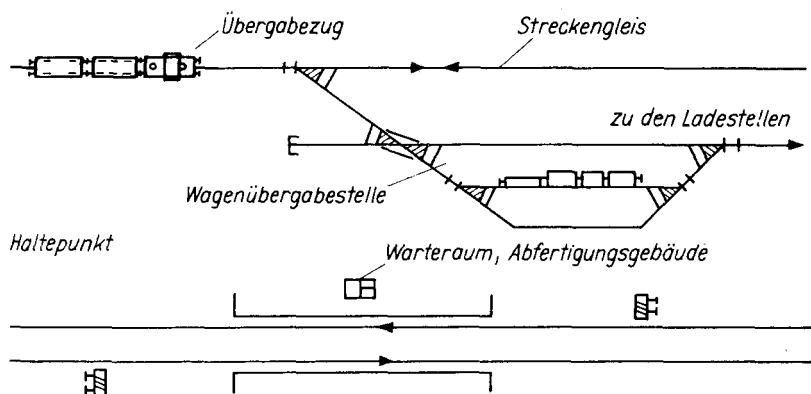 Übergabezug
Streckengleis
zu den Ladestellen
Wagenübergabestelle
Haltepunkt
Warteraum, Abfertigungsgebäude